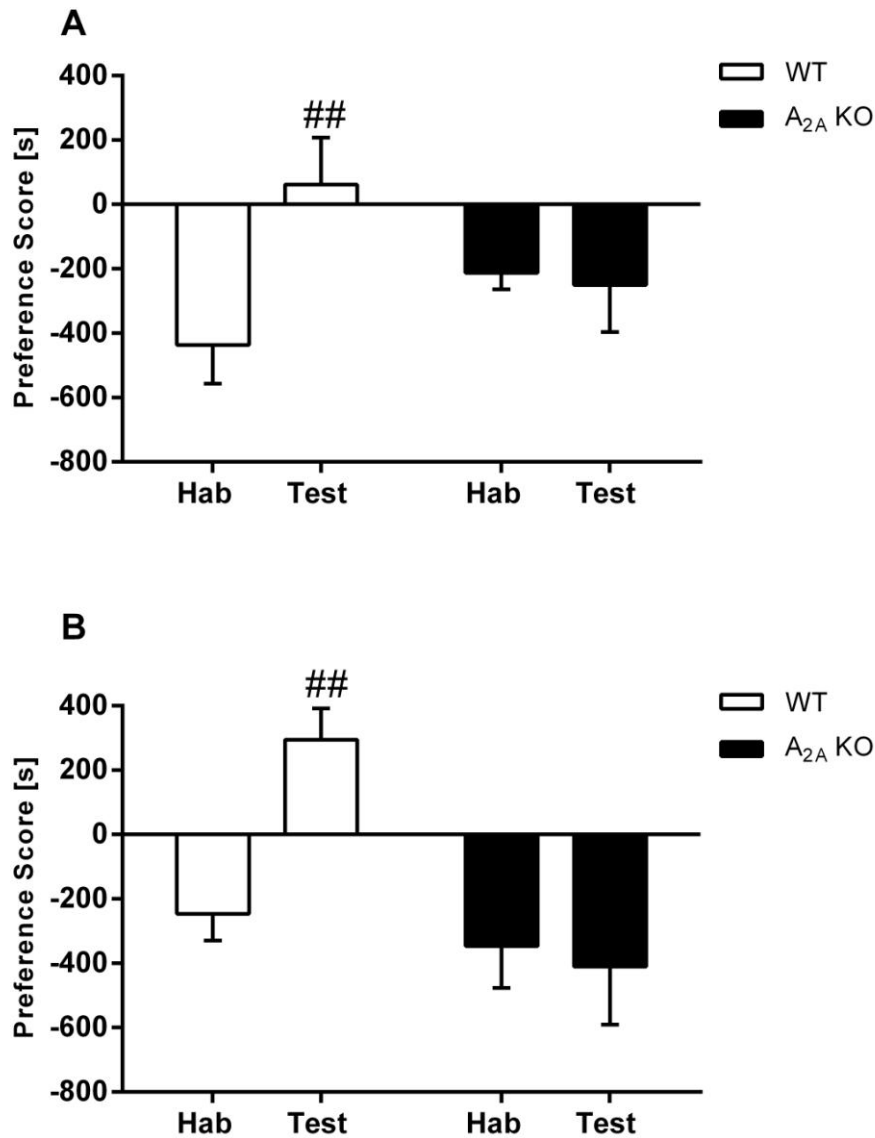 A
400
200
0
-200
-400
-600
-800
Preference Score [s]
##
Hab Test Hab Test
WT
A2A KO
B
400
200
0
-200
-400
-600
-800
Preference Score [s]
##
Hab Test Hab Test
WT
A2A KO